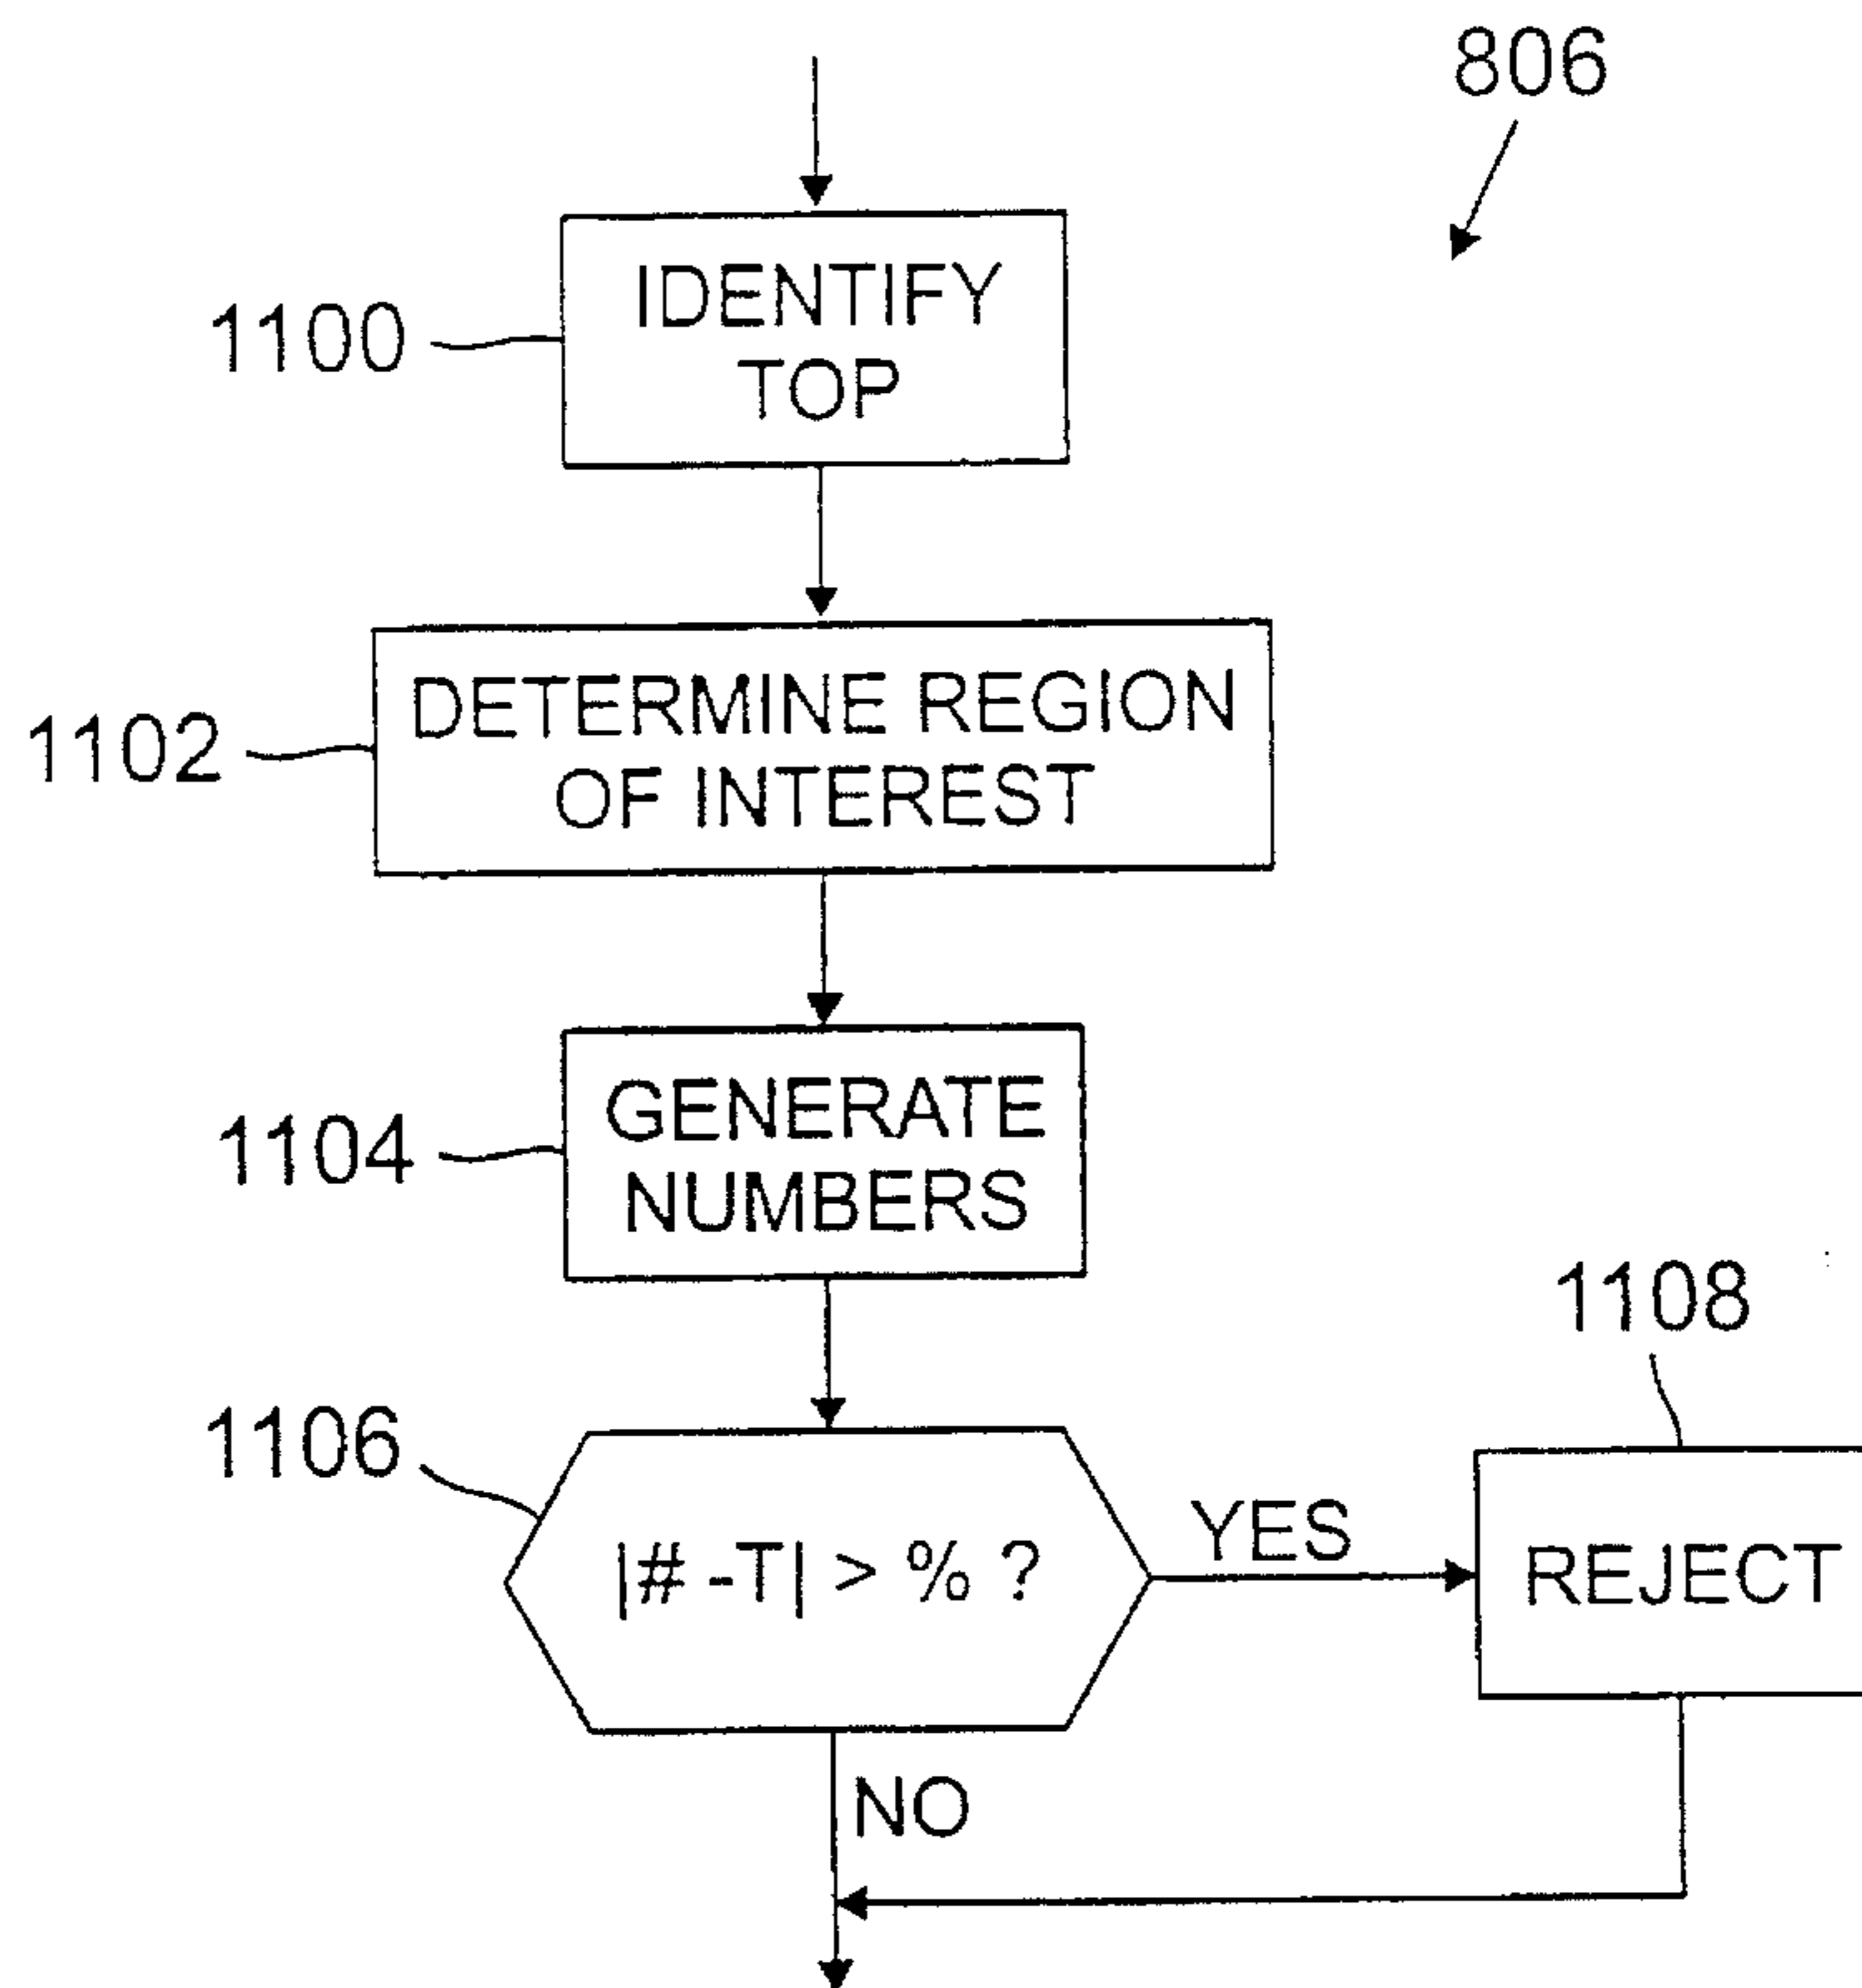 806
IDENTIFY
TOP
1100
DETERMINE REGION
OF INTEREST
1102
GENERATE
NUMBERS
1104
1108
1106
|# -T| > % ?
YES
REJECT
NO